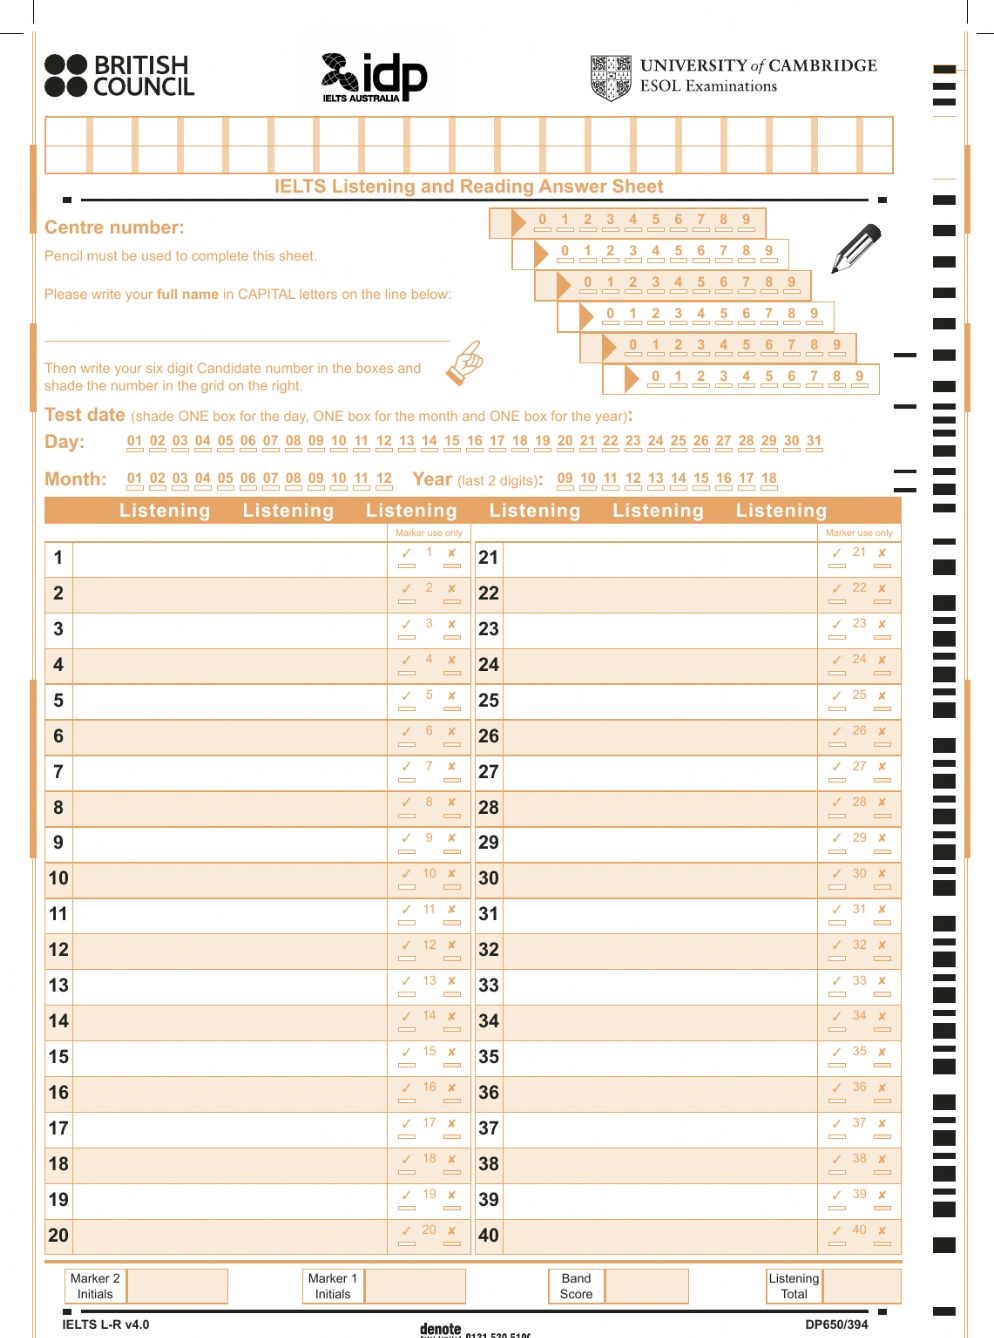 BRITISH
COUNCIL
idp
IELTS AUSTRALIA
UNIVERSITY of CAMBRIDGE
ESOL Examinations
IELTS Listening and Reading Answer Sheet
Centre number:
Pencil must be used to complete this sheet.
Please write your full name in CAPITAL letters on the line below:
Then write your six digit Candidate number in the boxes and
shade the number in the grid on the right.
0 1 2 3 4 5 6 7 8 9
0 1 2 3 4 5 6 7 8 9
0 1 2 3 4 5 6 7 8 9
0 1 2 3 4 5 6 7 8 9
0 1 2 3 4 5 6 7 8 9
0 1 2 3 4 5 6 7 8 9
Test date (shade ONE box for the day, ONE box for the month and ONE box for the year):
Day: 01 02 03 04 05 06 07 08 09 10 11 12 13 14 15 16 17 18 19 20 21 22 23 24 25 26 27 28 29 30 31
Month: 01 02 03 04 05 06 07 08 09 10 11 12 Year (last 2 digits): 09 10 11 12 13 14 15 16 17 18
Listening Listening Listening Listening Listening Listening
Marker use only Marker use only
1 ✓ 1 ✘ 21 ✓ 21 ✘
2 ✓ 2 ✘ 22 ✓ 22 ✘
3 ✓ 3 ✘ 23 ✓ 23 ✘
4 ✓ 4 ✘ 24 ✓ 24 ✘
5 ✓ 5 ✘ 25 ✓ 25 ✘
6 ✓ 6 ✘ 26 ✓ 26 ✘
7 ✓ 7 ✘ 27 ✓ 27 ✘
8 ✓ 8 ✘ 28 ✓ 28 ✘
9 ✓ 9 ✘ 29 ✓ 29 ✘
10 ✓ 10 ✘ 30 ✓ 30 ✘
11 ✓ 11 ✘ 31 ✓ 31 ✘
12 ✓ 12 ✘ 32 ✓ 32 ✘
13 ✓ 13 ✘ 33 ✓ 33 ✘
14 ✓ 14 ✘ 34 ✓ 34 ✘
15 ✓ 15 ✘ 35 ✓ 35 ✘
16 ✓ 16 ✘ 36 ✓ 36 ✘
17 ✓ 17 ✘ 37 ✓ 37 ✘
18 ✓ 18 ✘ 38 ✓ 38 ✘
19 ✓ 19 ✘ 39 ✓ 39 ✘
20 ✓ 20 ✘ 40 ✓ 40 ✘
Marker 2 Marker 1 Band Listening
Initials Initials Score Total
IELTS L-R v4.0 denote DP650/394